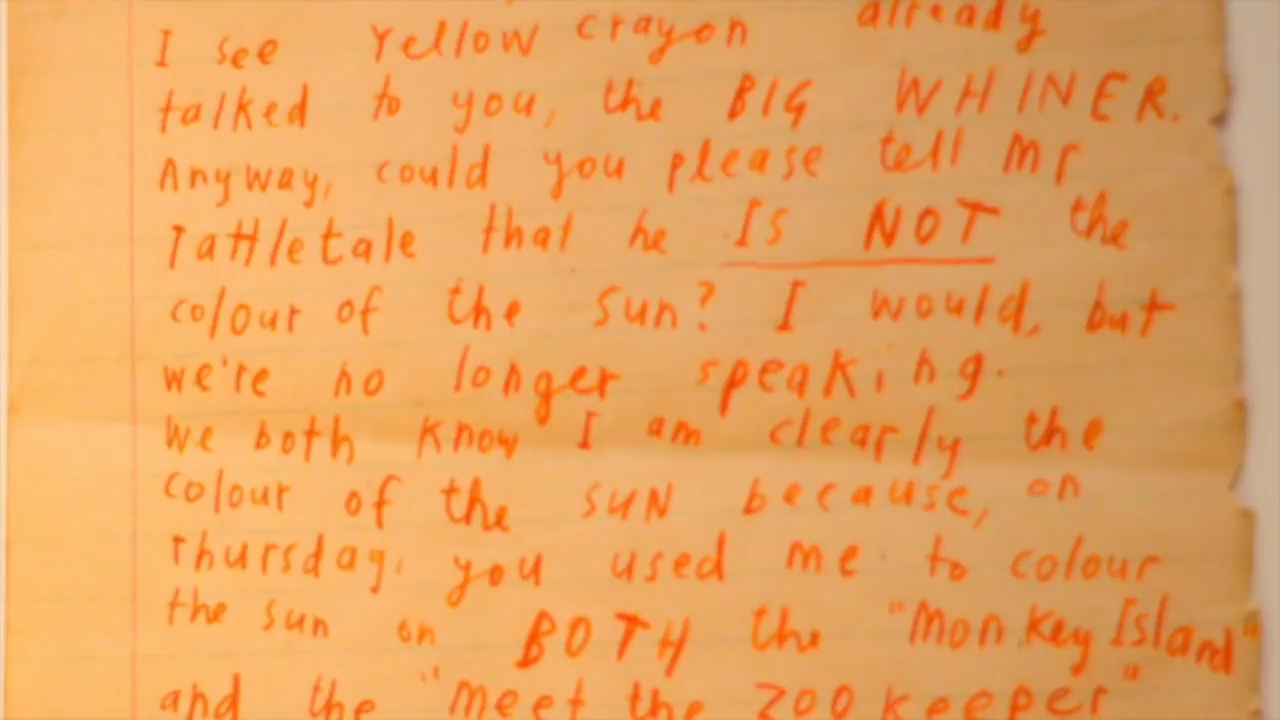 I see Yellow crayon already
talked to you, the BIG WHINER.
Anyway, could you please tell Mr
Tattletale that he IS NOT the
colour of the sun? I would, but
we're no longer speaking.
We both know I am clearly the
colour of the SUN because, on
Thursday, you used me to colour
the sun on BOTH the "Monkey Island"
and the "Meet the Zookeeper"